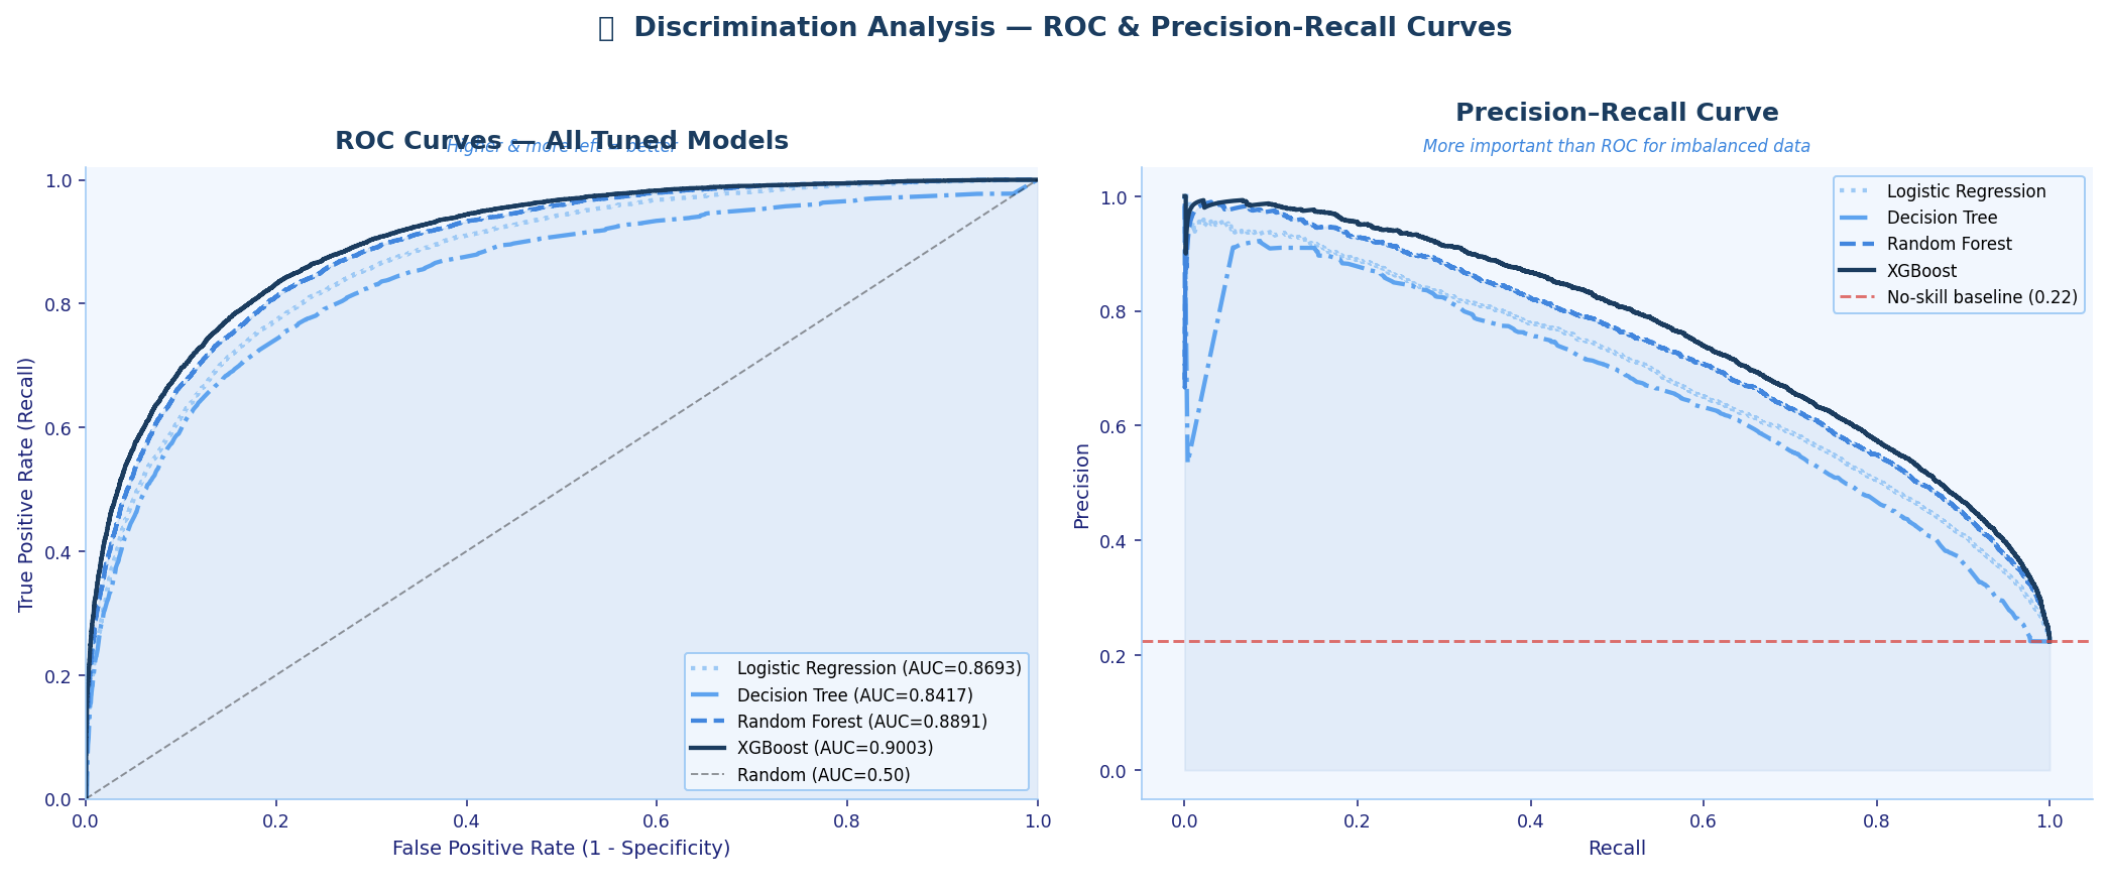 Discrimination Analysis — ROC & Precision-Recall Curves
ROC Curves — All Tuned Models
Higher & more left = better
True Positive Rate (Recall)
1.0
0.8
0.6
0.4
0.2
0.0
Logistic Regression (AUC=0.8693)
Decision Tree (AUC=0.8417)
Random Forest (AUC=0.8891)
XGBoost (AUC=0.9003)
Random (AUC=0.50)
0.0 0.2 0.4 0.6 0.8 1.0
False Positive Rate (1 - Specificity)
Precision–Recall Curve
More important than ROC for imbalanced data
Precision
1.0
0.8
0.6
0.4
0.2
0.0
Logistic Regression
Decision Tree
Random Forest
XGBoost
No-skill baseline (0.22)
0.0 0.2 0.4 0.6 0.8 1.0
Recall